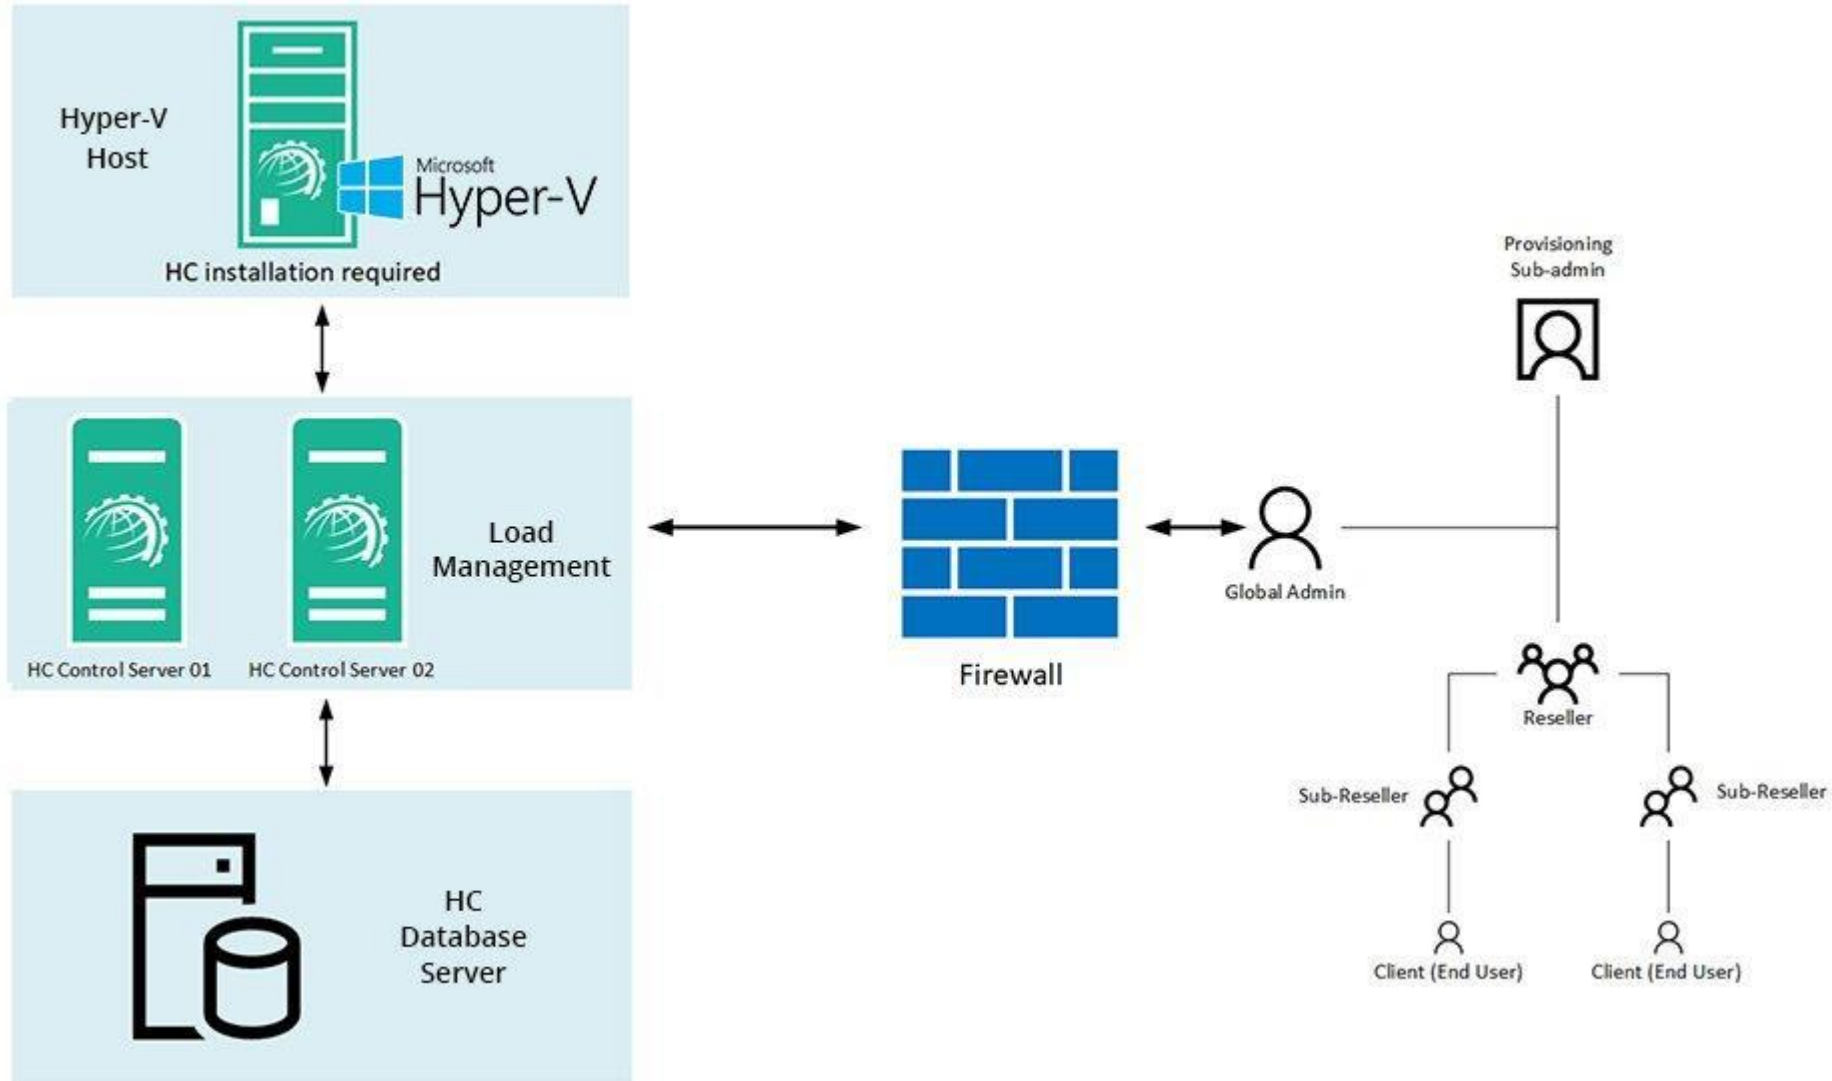 Hyper-V
Host
Microsoft
Hyper-V
HC installation required
Load
Management
HC Control Server 01
HC Control Server 02
HC
Database
Server
Firewall
Global Admin
Provisioning
Sub-admin
Reseller
Sub-Reseller
Sub-Reseller
Client (End User)
Client (End User)